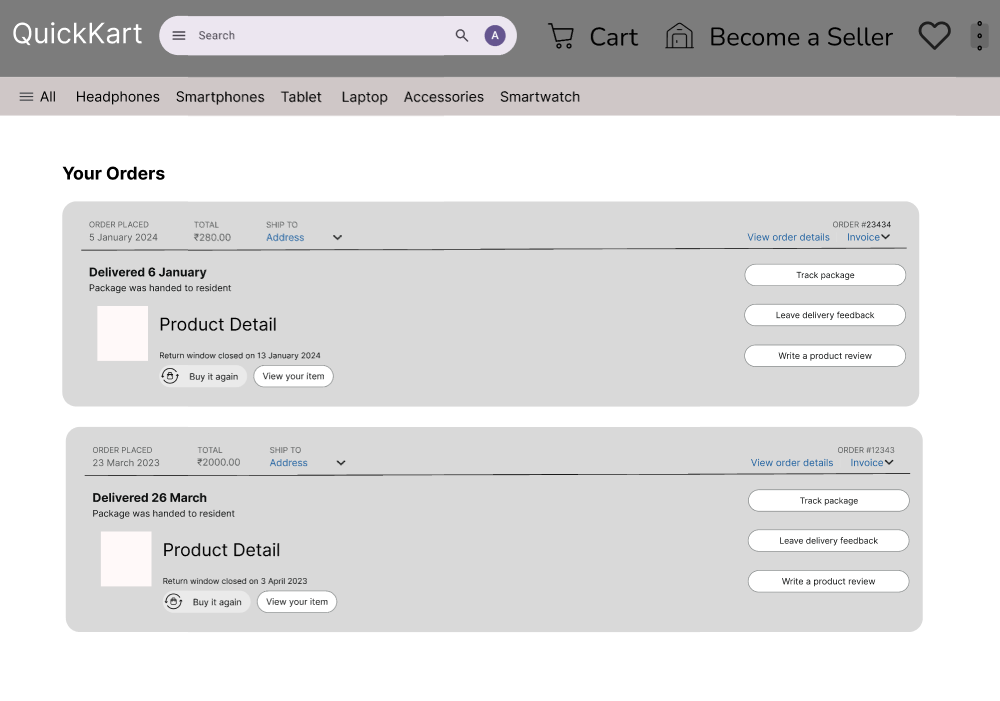 QuickKart
Search
A
Cart
Become a Seller
All Headphones Smartphones Tablet Laptop Accessories Smartwatch
Your Orders
ORDER PLACED TOTAL SHIP TO ORDER #23434
5 January 2024 ₹280.00 Address View order details Invoice
Delivered 6 January
Package was handed to resident
Track package
Leave delivery feedback
Write a product review
Product Detail
Return window closed on 13 January 2024
Buy it again View your item
ORDER PLACED TOTAL SHIP TO ORDER #12343
23 March 2023 ₹2000.00 Address View order details Invoice
Delivered 26 March
Package was handed to resident
Track package
Leave delivery feedback
Write a product review
Product Detail
Return window closed on 3 April 2023
Buy it again View your item